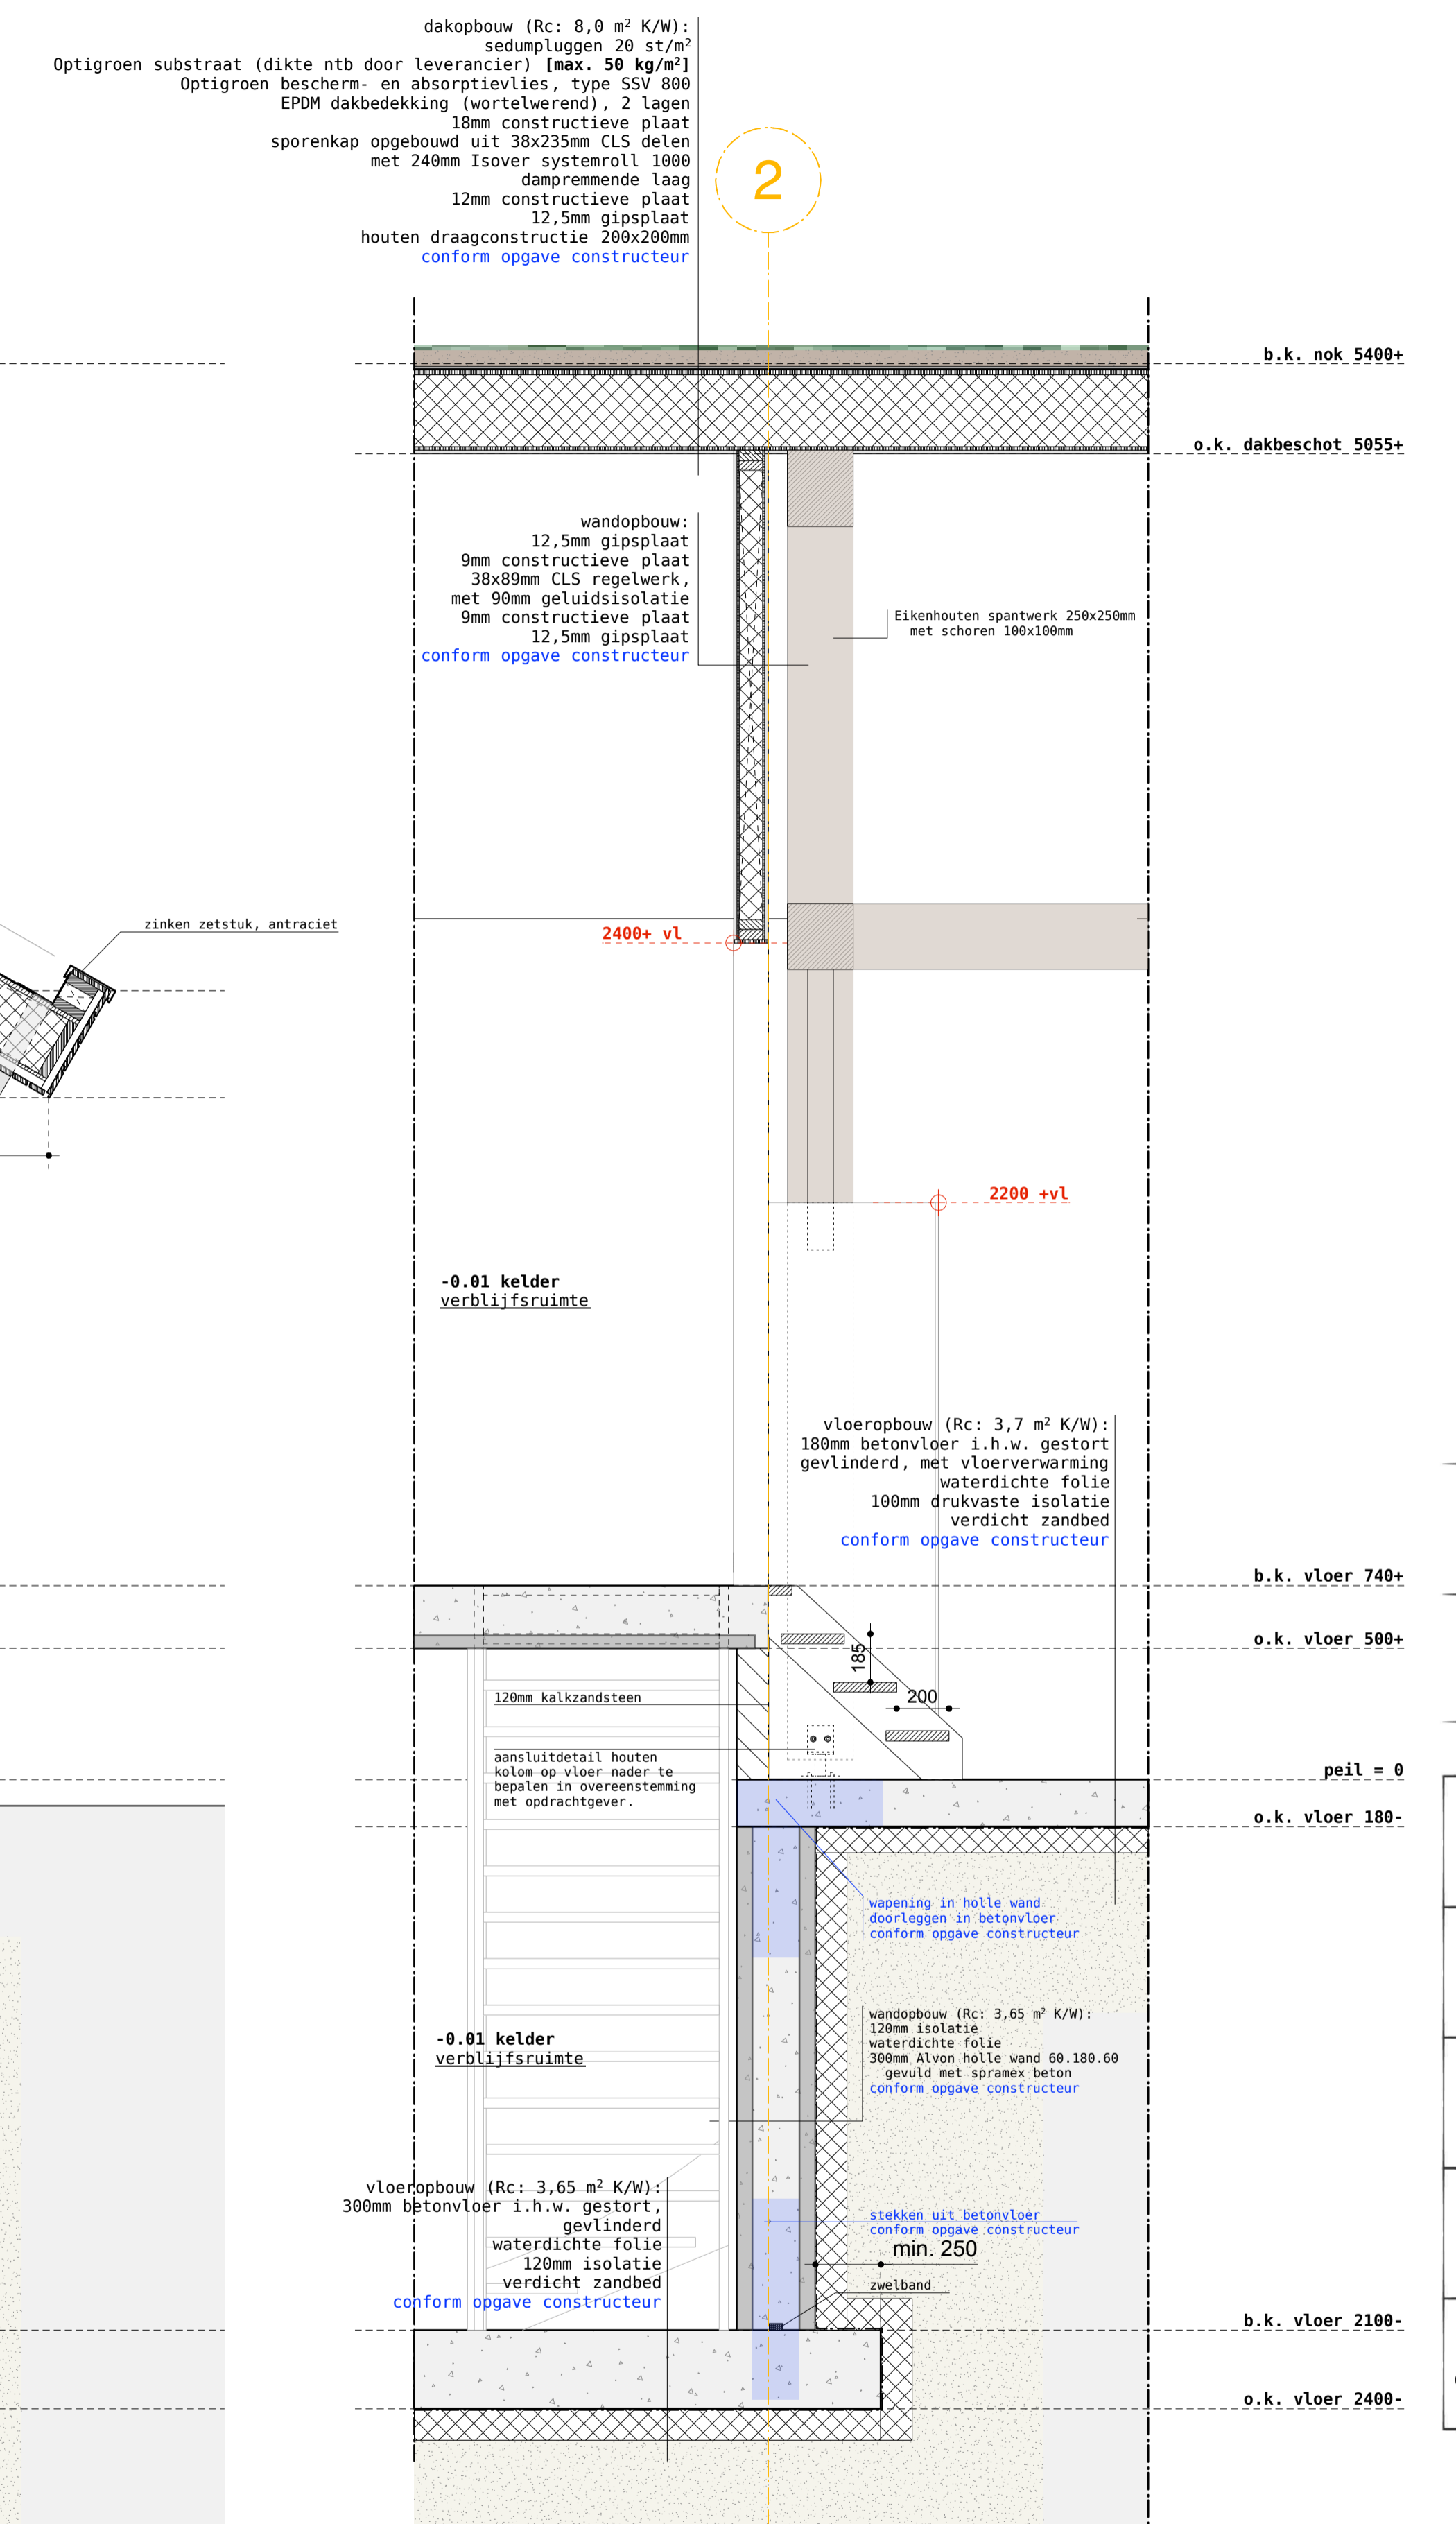 dakopbouw (Rc: 8,0 m² K/W):
sedumpluggen 20 st/m²
Optigroen substraat (dikte ntb door leverancier) [max. 50 kg/m²]
Optigroen bescherm- en absorptievlies, type SSV 800
EPDM dakbedekking (wortelwerend), 2 lagen
18mm constructieve plaat
sporenkap opgebouwd uit 38x235mm CLS delen
met 240mm Isover systemroll 1000
dampremmende laag
12mm constructieve plaat
12,5mm gipsplaat
houten draagconstructie 200x200mm
conform opgave constructeur
2
b.k. nok 5400+
o.k. dakbeschot 5055+
wandopbouw:
12,5mm gipsplaat
9mm constructieve plaat
38x89mm CLS regelwerk,
met 90mm geluidsisolatie
9mm constructieve plaat
12,5mm gipsplaat
conform opgave constructeur
Eikenhouten spantwerk 250x250mm
met schoren 100x100mm
zinken zetstuk, antraciet
2400+ vl
2200 +vl
-0.01 kelder
verblijfsruimte
vloeropbouw (Rc: 3,7 m² K/W):
180mm betonvloer i.h.w. gestort
gevlinderd, met vloerverwarming
waterdichte folie
100mm drukvaste isolatie
verdicht zandbed
conform opgave constructeur
b.k. vloer 740+
o.k. vloer 500+
185
200
120mm kalkzandsteen
aansluitdetail houten
kolom op vloer nader te
bepalen in overeenstemming
met opdrachtgever.
peil = 0
o.k. vloer 180-
wapening in holle wand
doorleggen in betonvloer
conform opgave constructeur
wandopbouw (Rc: 3,65 m² K/W):
120mm isolatie
waterdichte folie
300mm Alvon holle wand 60.180.60
gevuld met spramex beton
conform opgave constructeur
-0.01 kelder
verblijfsruimte
vloeropbouw (Rc: 3,65 m² K/W):
300mm betonvloer i.h.w. gestort,
gevlinderd
waterdichte folie
120mm isolatie
verdicht zandbed
conform opgave constructeur
stekken uit betonvloer
conform opgave constructeur
min. 250
zwelband
b.k. vloer 2100-
o.k. vloer 2400-